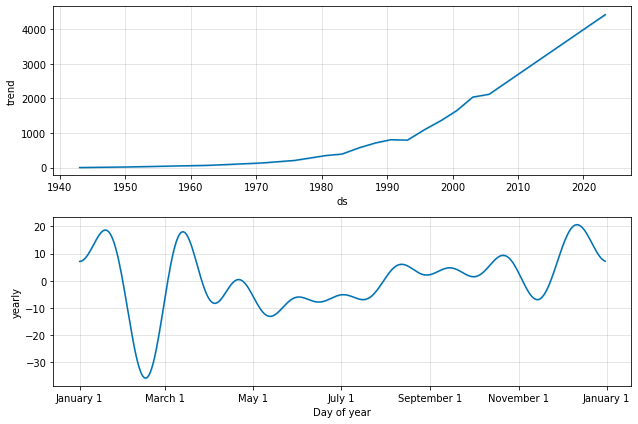 4000
3000
2000
1000
0
trend
1940 1950 1960 1970 1980 1990 2000 2010 2020
ds
20
10
0
−10
−20
−30
yearly
January 1 March 1 May 1 July 1 September 1 November 1 January 1
Day of year